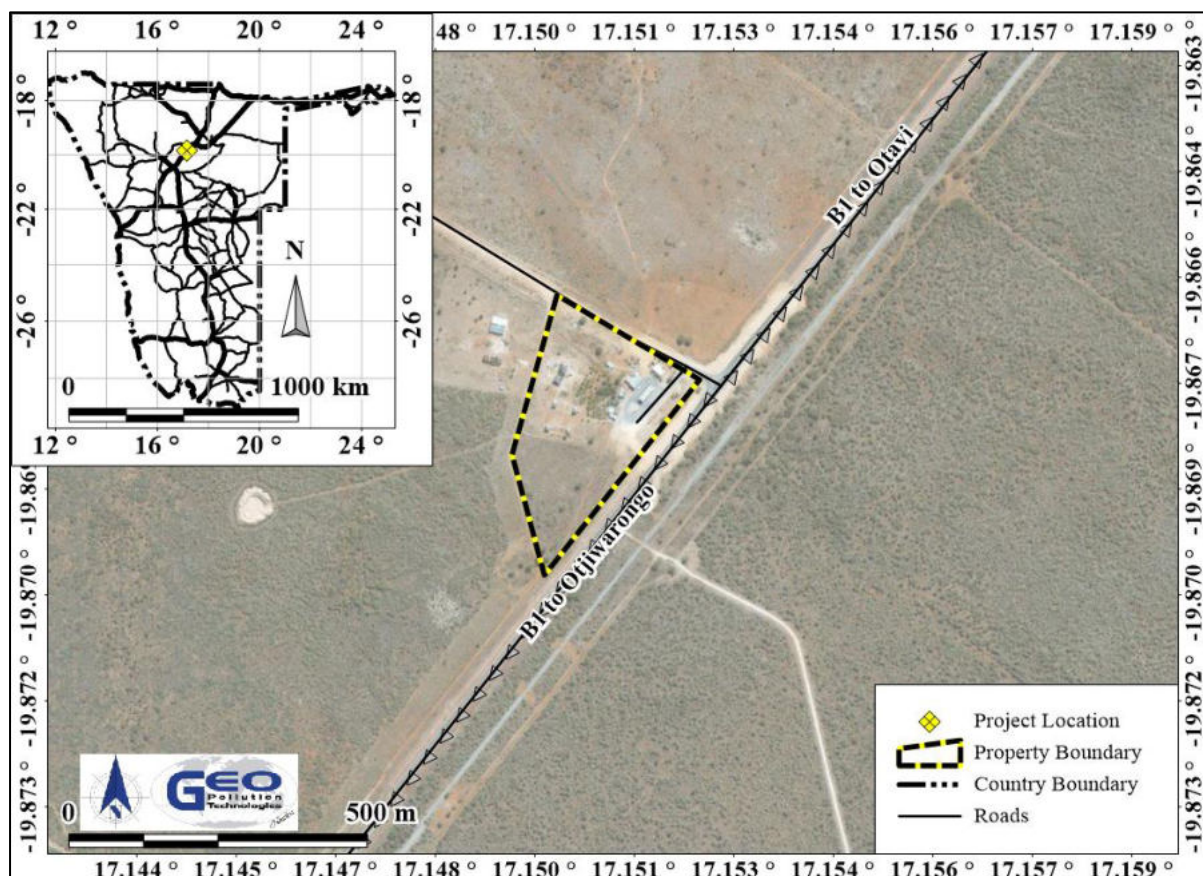 12 ° 16 ° 20 ° 24 °
48 ° 17.150 ° 17.151 ° 17.153 ° 17.154 ° 17.156 ° 17.157 ° 17.159 °
-18 °
-22 °
-26 °
-18 °
-22 °
-26 °
N
0 1000 km
12 ° 16 ° 20 ° 24 °
-19.863 °
-19.864 °
-19.866 °
-19.867 °
-19.869 °
-19.870 °
-19.872 °
-19.873 °
B1 to Otavi
B1 to Otjiwarongo
-19.869 °
-19.870 °
-19.872 °
-19.873 °
GEO
Pollution
Technologies
0 500 m
Project Location
Property Boundary
Country Boundary
Roads
17.144 ° 17.145 ° 17.147 ° 17.148 ° 17.150 ° 17.151 ° 17.153 ° 17.154 ° 17.156 ° 17.157 ° 17.159 °